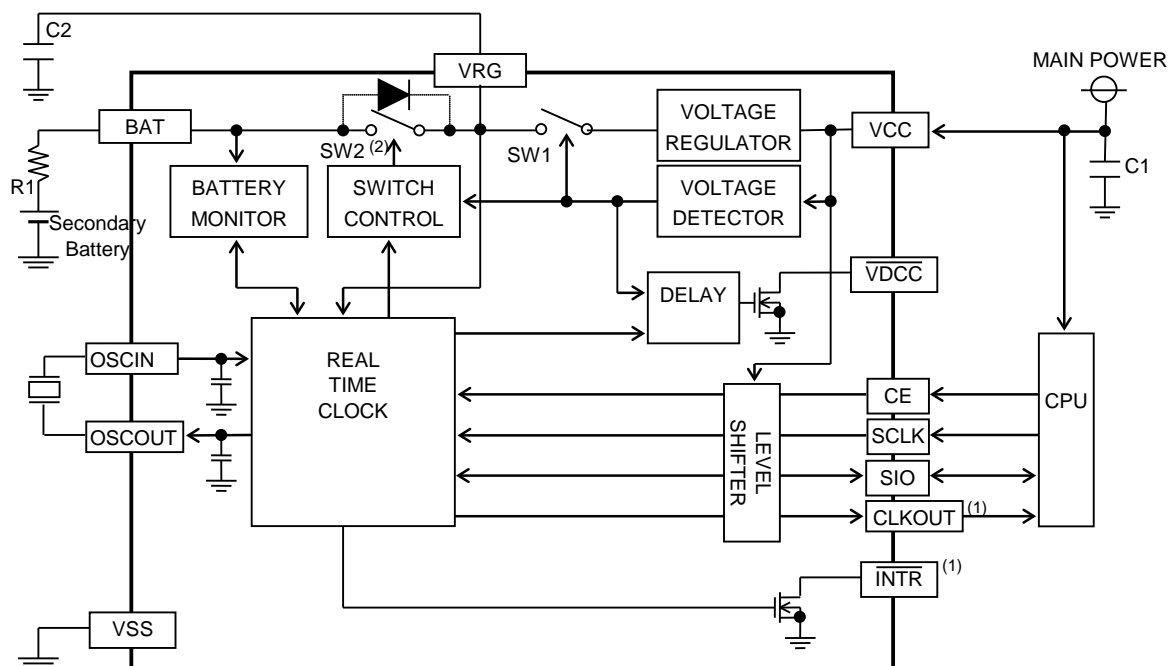 C2
VRG
MAIN POWER
BAT
SW2 (2)
SW1
VOLTAGE
REGULATOR
VCC
R1
C1
BATTERY
MONITOR
SWITCH
CONTROL
VOLTAGE
DETECTOR
Secondary
Battery
VDCC
DELAY
OSCIN
REAL
TIME
CLOCK
OSCOUT
LEVEL
SHIFTER
CE
SCLK
SIO
CLKOUT (1)
CPU
INTR (1)
VSS